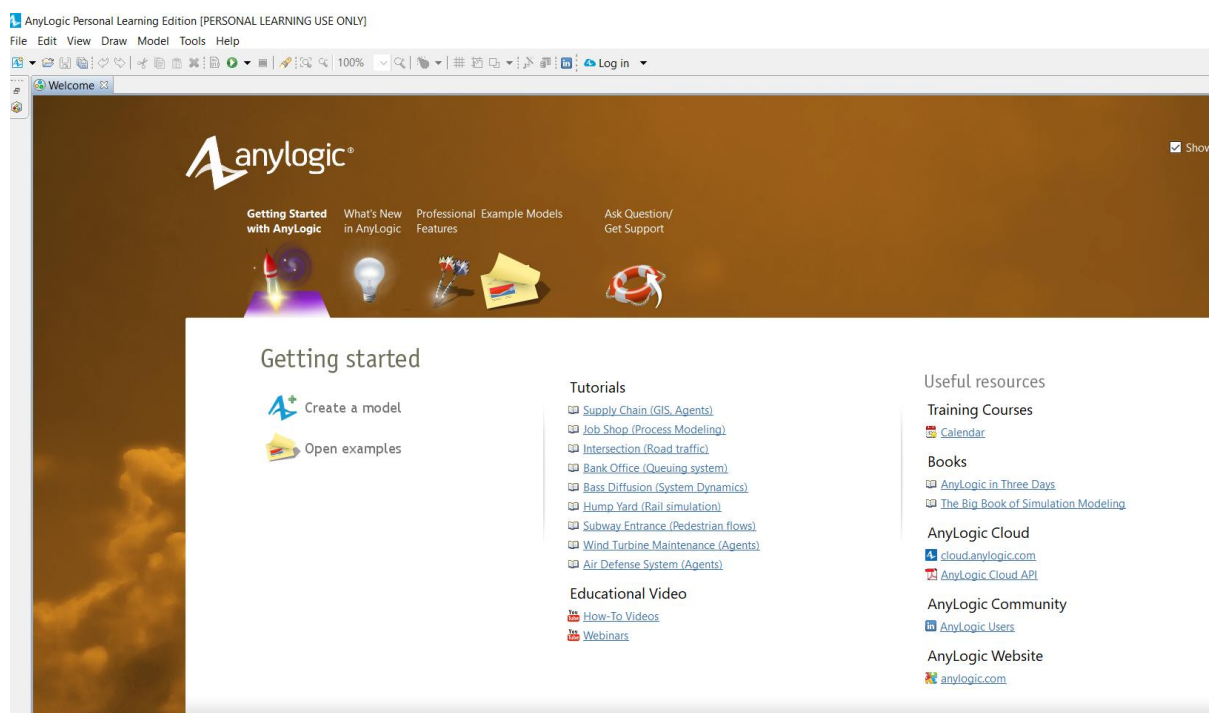 AnyLogic Personal Learning Edition [PERSONAL LEARNING USE ONLY]
File Edit View Draw Model Tools Help
100%
Log in
Welcome
anylogic®
Show
Getting Started with AnyLogic
What's New in AnyLogic
Professional Features
Example Models
Ask Question/ Get Support
Getting started
Create a model
Open examples
Tutorials
Supply Chain (GIS, Agents)
Job Shop (Process Modeling)
Intersection (Road traffic)
Bank Office (Queuing system)
Bass Diffusion (System Dynamics)
Hump Yard (Rail simulation)
Subway Entrance (Pedestrian flows)
Wind Turbine Maintenance (Agents)
Air Defense System (Agents)
Educational Video
How-To Videos
Webinars
Useful resources
Training Courses
Calendar
Books
AnyLogic in Three Days
The Big Book of Simulation Modeling
AnyLogic Cloud
cloud.anylogic.com
AnyLogic Cloud API
AnyLogic Community
AnyLogic Users
AnyLogic Website
anylogic.com